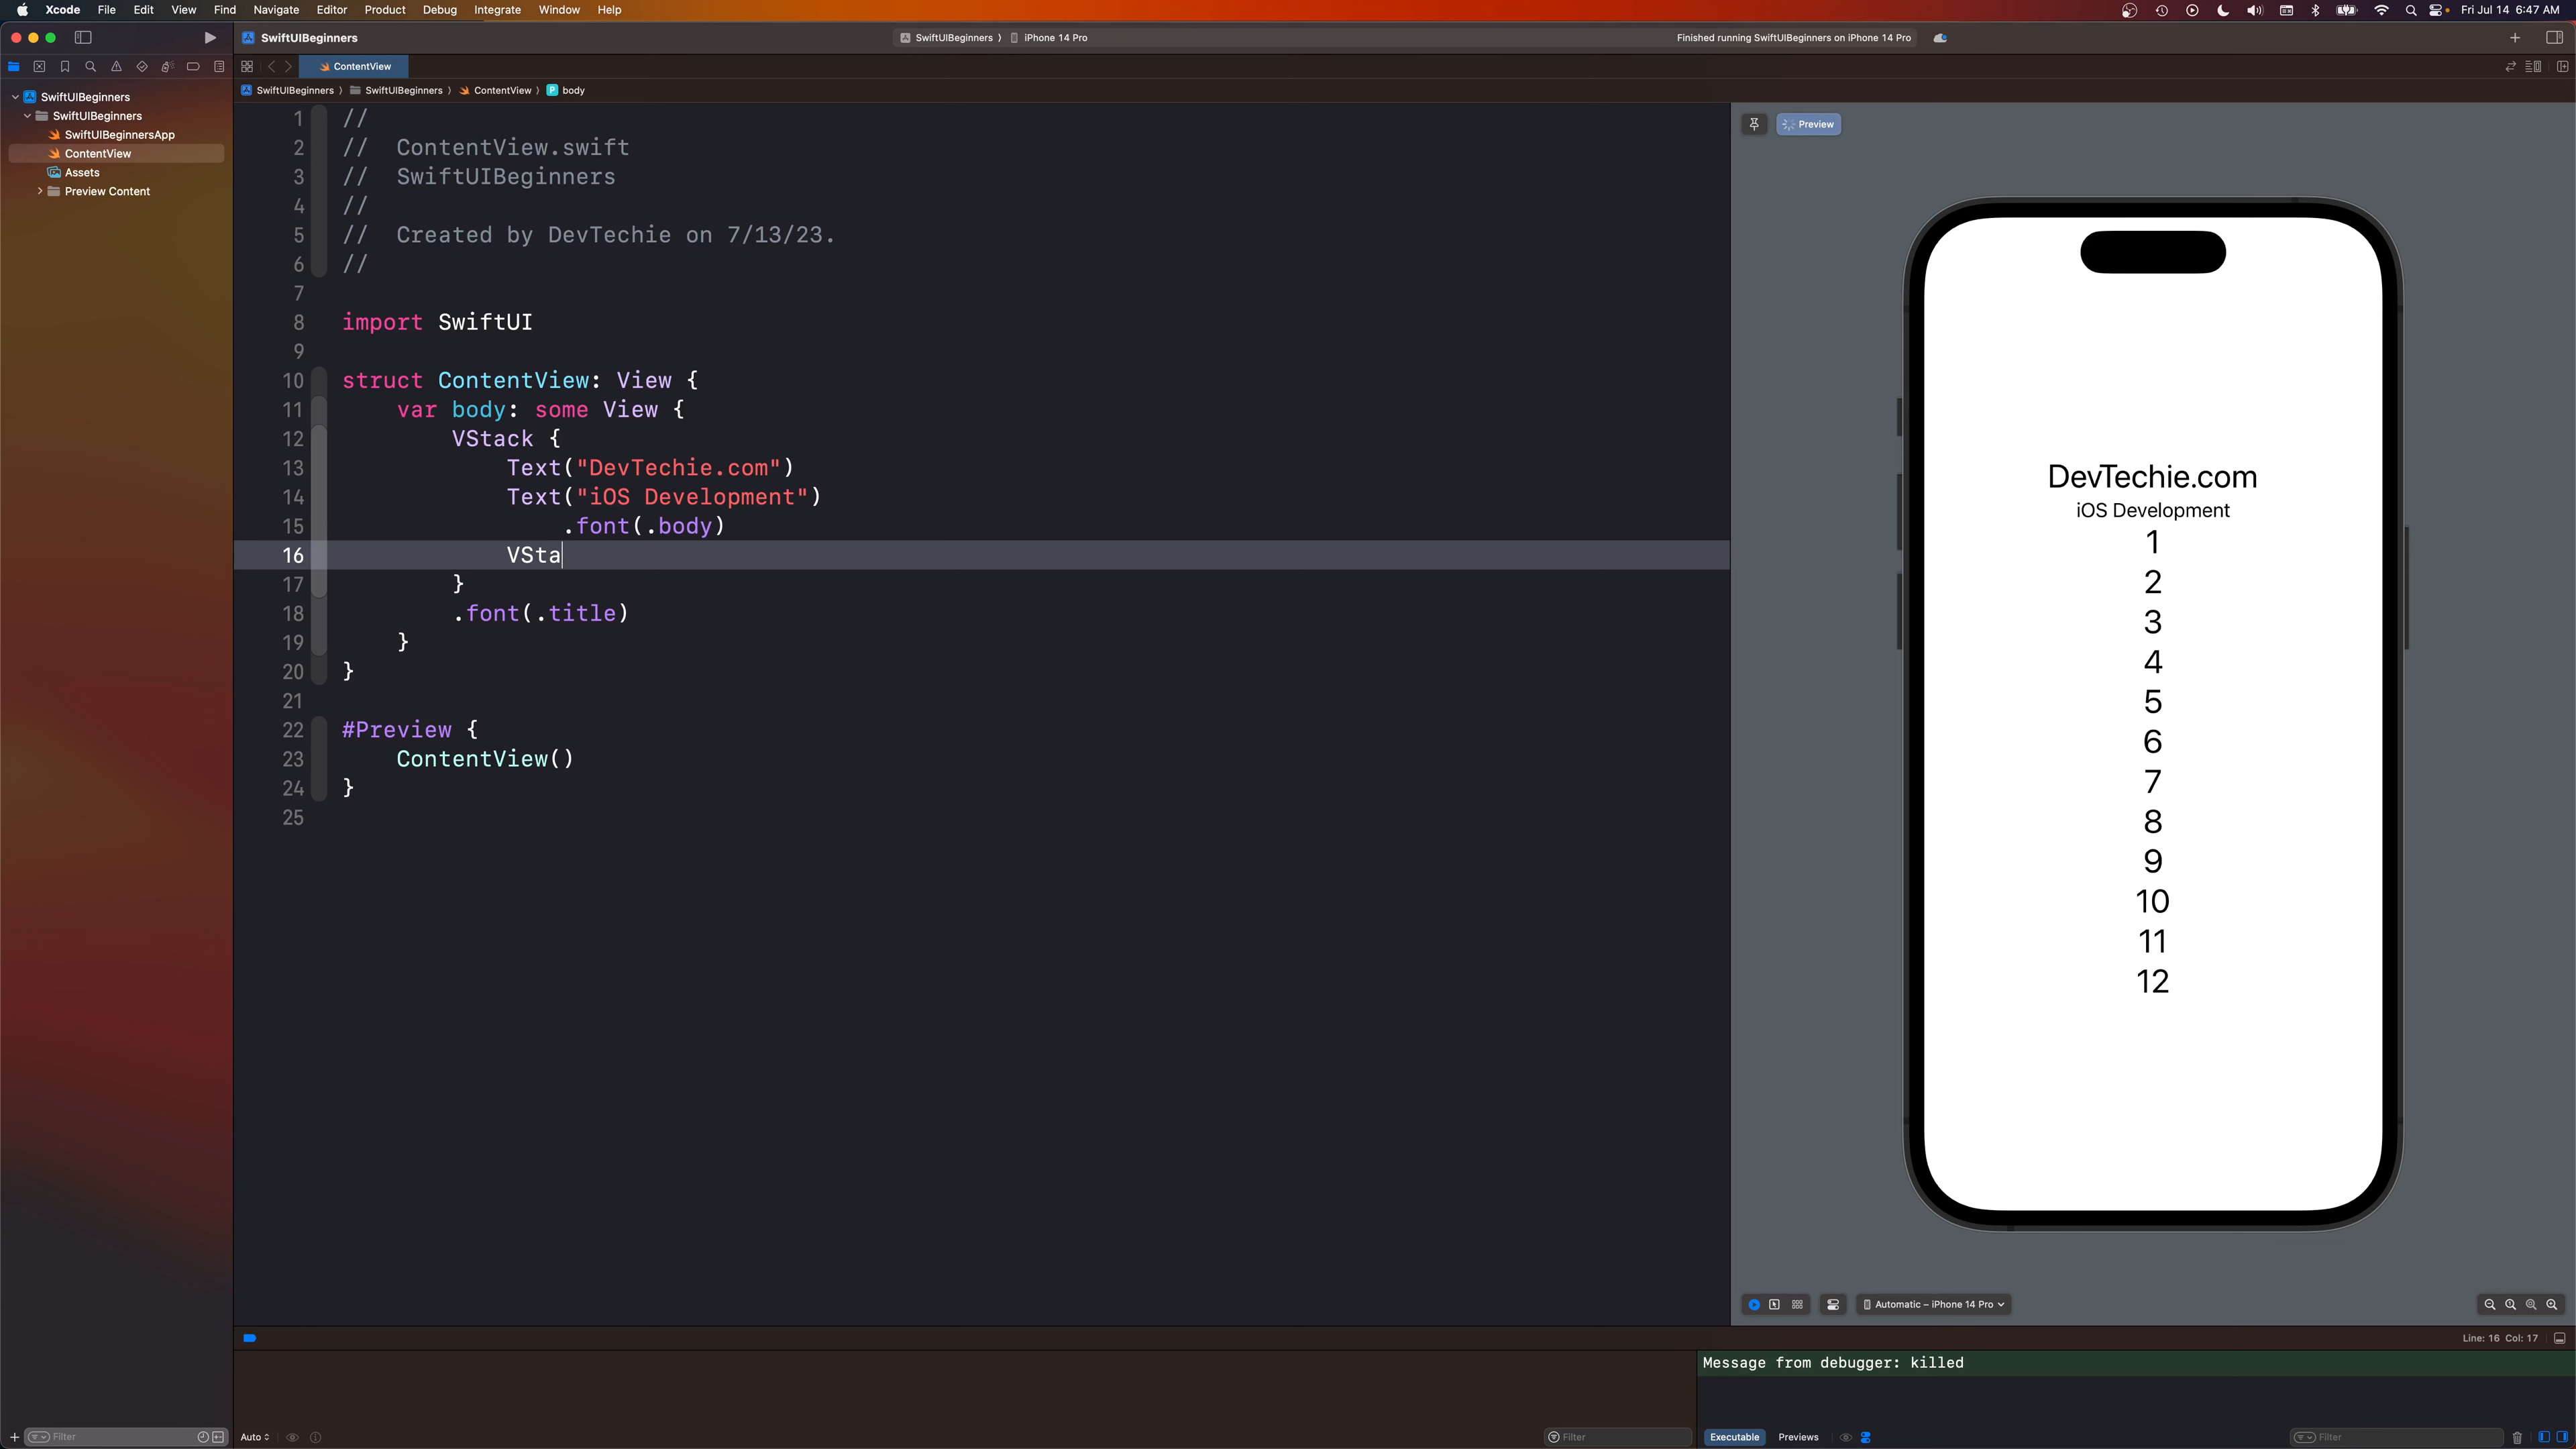 Xcode File Edit View Find Navigate Editor Product Debug Integrate Window Help Fri Jul 14 6:47 AM
SwiftUIBeginners
SwiftUIBeginners ⟩ iPhone 14 Pro
Finished running SwiftUIBeginners on iPhone 14 Pro
ContentView
SwiftUIBeginners ⟩ SwiftUIBeginners ⟩ ContentView ⟩ P body
SwiftUIBeginners
SwiftUIBeginners
SwiftUIBeginnersApp
ContentView
Assets
Preview Content
1 //
2 // ContentView.swift
3 // SwiftUIBeginners
4 //
5 // Created by DevTechie on 7/13/23.
6 //
7
8 import SwiftUI
9
10 struct ContentView: View {
11 var body: some View {
12 VStack {
13 Text("DevTechie.com")
14 Text("iOS Development")
15 .font(.body)
16 VSta
17 }
18 .font(.title)
19 }
20 }
21
22 #Preview {
23 ContentView()
24 }
25
Preview
DevTechie.com
iOS Development
1
2
3
4
5
6
7
8
9
10
11
12
Automatic – iPhone 14 Pro
Line: 16 Col: 17
Message from debugger: killed
Filter
Auto
Filter
Executable Previews
Filter